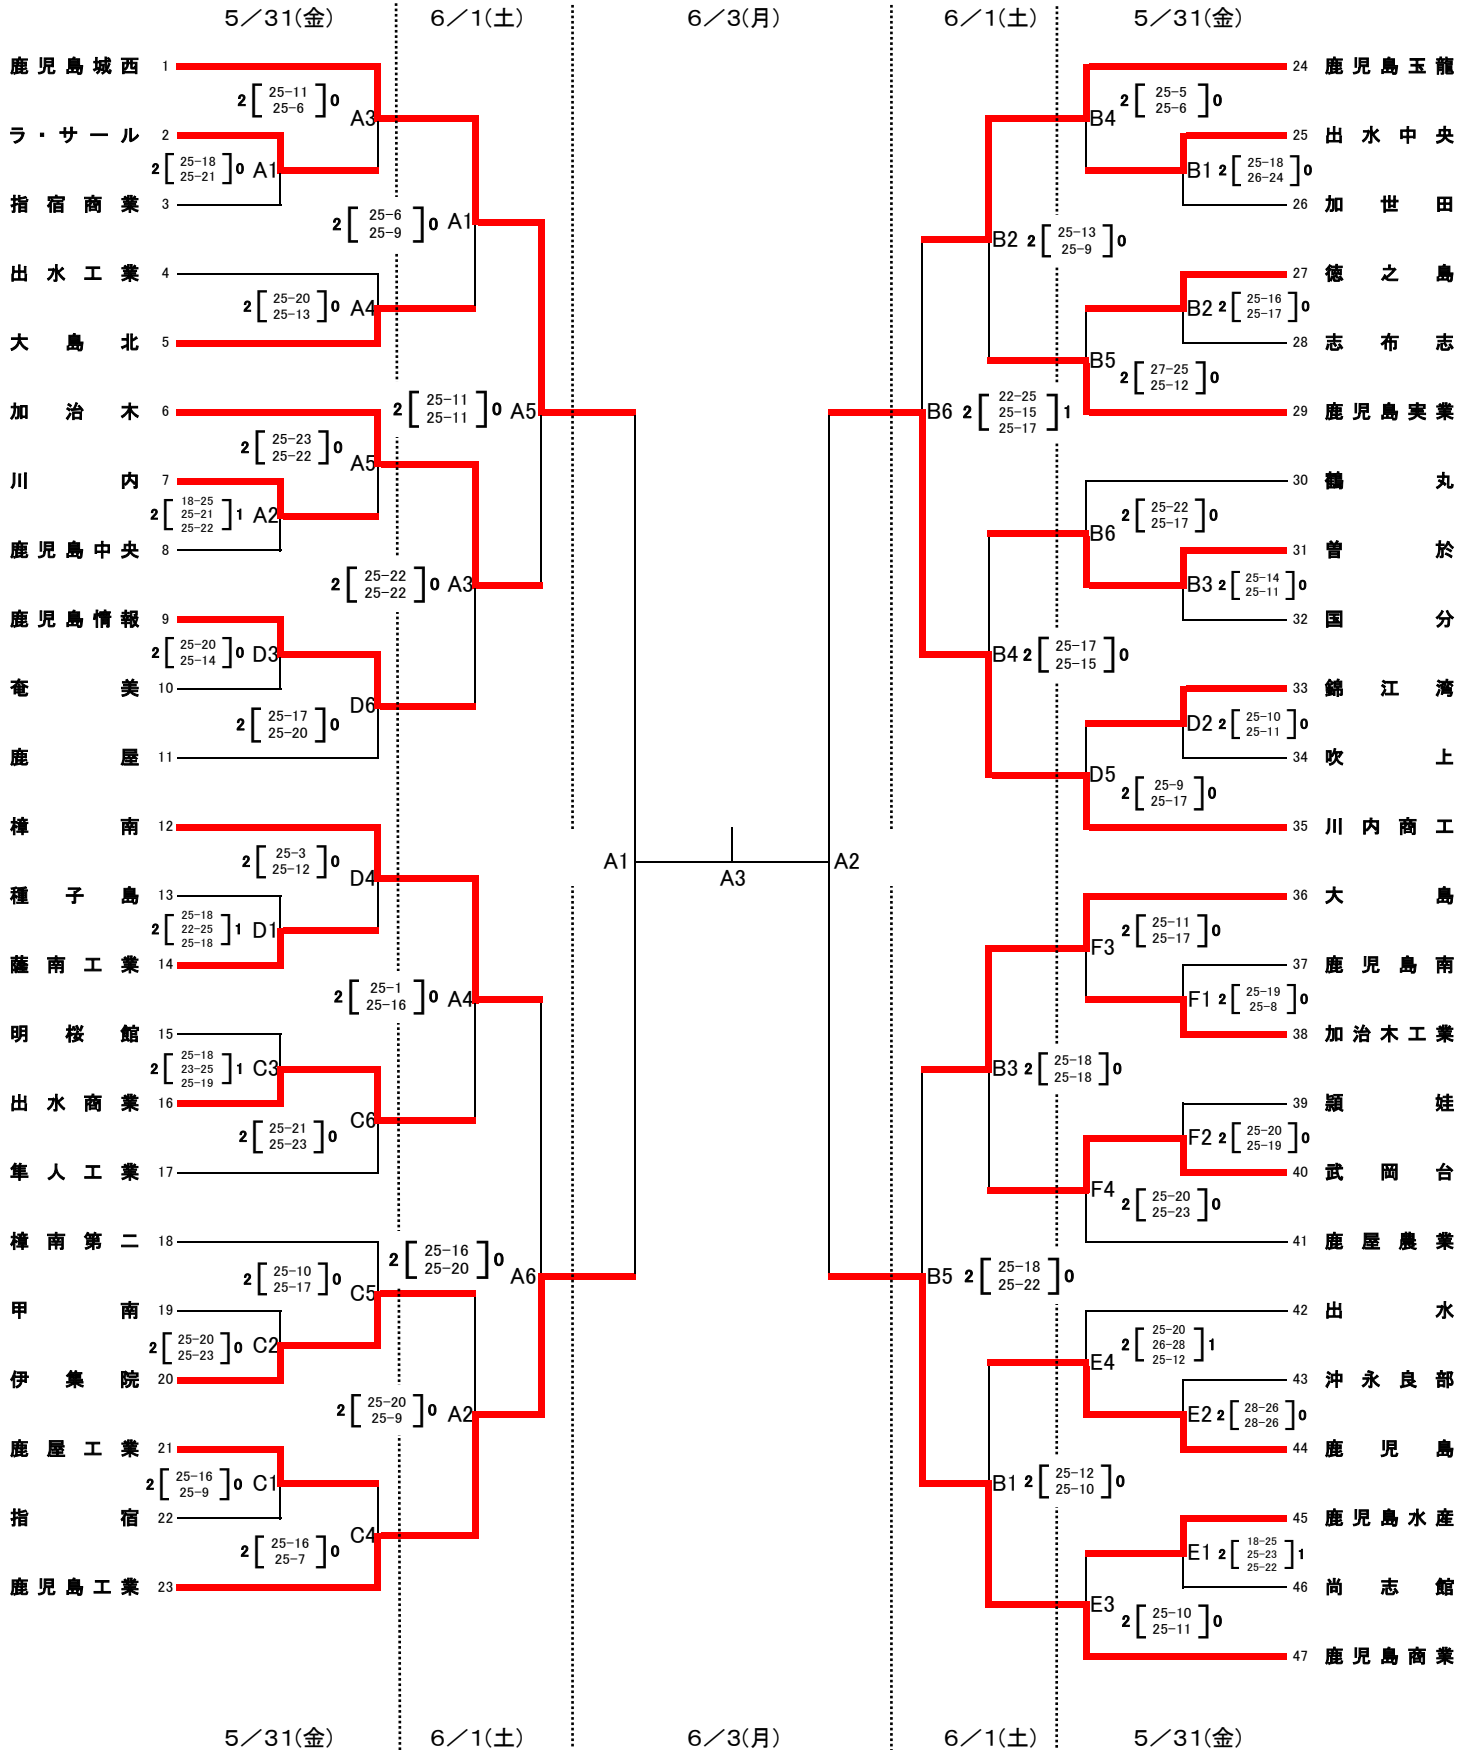 5／31(金) 6／1(土) 6／3(月) 6／1(土) 5／31(金)
鹿児島城西 1
2 [ 25-11 25-6 ] 0 A3
ラ・サール 2
2 [ 25-18 25-21 ] 0 A1
指宿商業 3
2 [ 25-6 25-9 ] 0 A1
出水工業 4
2 [ 25-20 25-13 ] 0 A4
大島北 5
2 [ 25-11 25-11 ] 0 A5
加治木 6
2 [ 25-23 25-22 ] 0 A5
川内 7
2 [ 18-25 25-21 25-22 ] 1 A2
鹿児島中央 8
2 [ 25-22 25-22 ] 0 A3
鹿児島情報 9
2 [ 25-20 25-14 ] 0 D3
奄美 10
2 [ 25-17 25-20 ] 0 D6
鹿屋 11
樟南 12
2 [ 25-3 25-12 ] 0 D4
種子島 13
2 [ 25-18 22-25 25-18 ] 1 D1
薩南工業 14
2 [ 25-1 25-16 ] 0 A4
明桜館 15
2 [ 25-18 23-25 25-19 ] 1 C3
出水商業 16
2 [ 25-21 25-23 ] 0 C6
隼人工業 17
樟南第二 18
2 [ 25-16 25-20 ] 0 A6
2 [ 25-10 25-17 ] 0 C5
甲南 19
2 [ 25-20 25-23 ] 0 C2
伊集院 20
2 [ 25-20 25-9 ] 0 A2
鹿屋工業 21
2 [ 25-16 25-9 ] 0 C1
指宿 22
2 [ 25-16 25-7 ] 0 C4
鹿児島工業 23
A1 A3 A2
24 鹿児島玉龍
B4 2 [ 25-5 25-6 ] 0
25 出水中央
B1 2 [ 25-18 26-24 ] 0
26 加世田
B2 2 [ 25-13 25-9 ] 0
27 徳之島
B2 2 [ 25-16 25-17 ] 0
28 志布志
B5 2 [ 27-25 25-12 ] 0
29 鹿児島実業
B6 2 [ 22-25 25-15 25-17 ] 1
30 鶴丸
B6 2 [ 25-22 25-17 ] 0
31 曽於
B3 2 [ 25-14 25-11 ] 0
32 国分
B4 2 [ 25-17 25-15 ] 0
33 錦江湾
D2 2 [ 25-10 25-11 ] 0
34 吹上
D5 2 [ 25-9 25-17 ] 0
35 川内商工
36 大島
F3 2 [ 25-11 25-17 ] 0
37 鹿児島南
F1 2 [ 25-19 25-8 ] 0
38 加治木工業
B3 2 [ 25-18 25-18 ] 0
39 頴娃
F2 2 [ 25-20 25-19 ] 0
40 武岡台
F4 2 [ 25-20 25-23 ] 0
41 鹿屋農業
B5 2 [ 25-18 25-22 ] 0
42 出水
E4 2 [ 25-20 26-28 25-12 ] 1
43 沖永良部
E2 2 [ 28-26 28-26 ] 0
44 鹿児島
B1 2 [ 25-12 25-10 ] 0
45 鹿児島水産
E1 2 [ 18-25 25-23 25-22 ] 1
46 尚志館
E3 2 [ 25-10 25-11 ] 0
47 鹿児島商業
5／31(金) 6／1(土) 6／3(月) 6／1(土) 5／31(金)